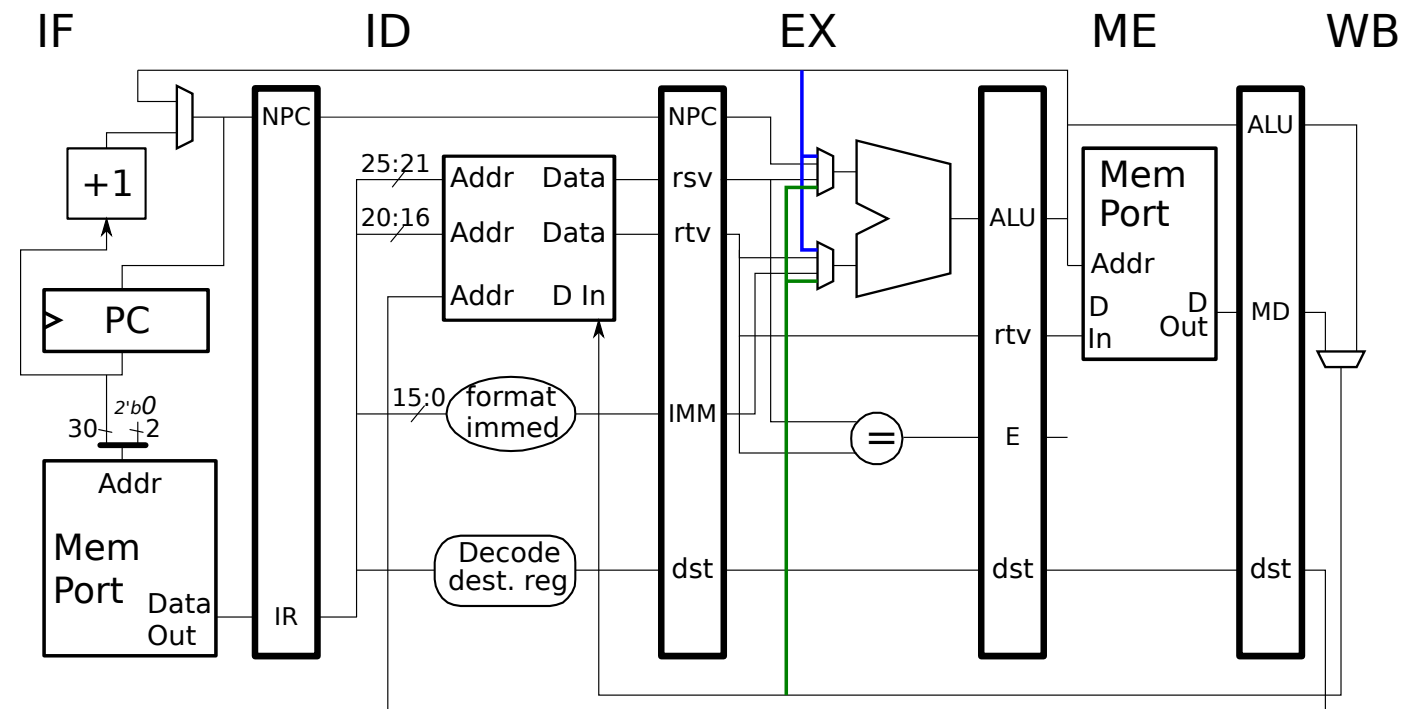 IF
ID
EX
ME
WB
+1
PC
30
2'b0
2
Addr
Mem
Port
Data
Out
NPC
IR
25:21
20:16
15:0
Addr
Data
Addr
Data
Addr
D In
format
immed
Decode
dest. reg
NPC
rsv
rtv
IMM
dst
=
ALU
rtv
E
dst
Mem
Port
Addr
D
In
D
Out
ALU
MD
dst